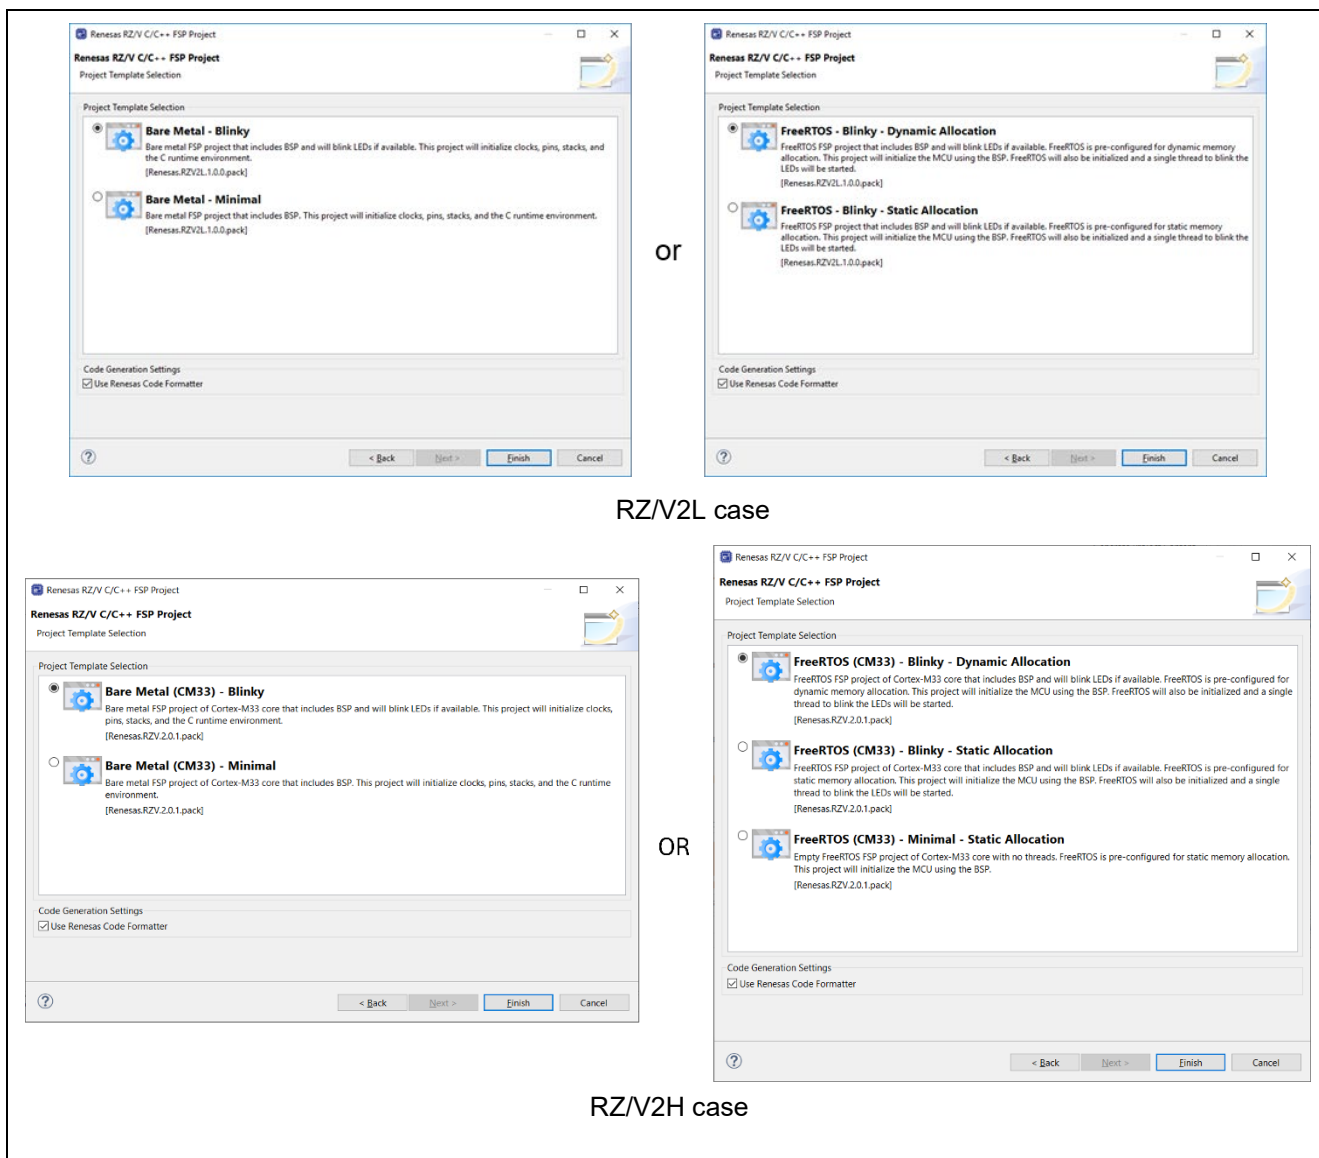 Renesas RZ/V C/C++ FSP Project
Renesas RZ/V C/C++ FSP Project
Project Template Selection
Project Template Selection
Bare Metal - Blinky
Bare metal FSP project that includes BSP and will blink LEDs if available. This project will initialize clocks, pins, stacks, and
the C runtime environment.
[Renesas.RZV2L.1.0.0.pack]
Bare Metal - Minimal
Bare metal FSP project that includes BSP. This project will initialize clocks, pins, stacks, and the C runtime environment.
[Renesas.RZV2L.1.0.0.pack]
Code Generation Settings
Use Renesas Code Formatter
< Back Next > Finish Cancel
or
Renesas RZ/V C/C++ FSP Project
Renesas RZ/V C/C++ FSP Project
Project Template Selection
Project Template Selection
FreeRTOS - Blinky - Dynamic Allocation
FreeRTOS FSP project that includes BSP and will blink LEDs if available. FreeRTOS is pre-configured for dynamic memory
allocation. This project will initialize the MCU using the BSP. FreeRTOS will also be initialized and a single thread to blink the
LEDs will be started.
[Renesas.RZV2L.1.0.0.pack]
FreeRTOS - Blinky - Static Allocation
FreeRTOS FSP project that includes BSP and will blink LEDs if available. FreeRTOS is pre-configured for static memory
allocation. This project will initialize the MCU using the BSP. FreeRTOS will also be initialized and a single thread to blink the
LEDs will be started.
[Renesas.RZV2L.1.0.0.pack]
Code Generation Settings
Use Renesas Code Formatter
< Back Next > Finish Cancel
RZ/V2L case
Renesas RZ/V C/C++ FSP Project
Renesas RZ/V C/C++ FSP Project
Project Template Selection
Project Template Selection
Bare Metal (CM33) - Blinky
Bare metal FSP project of Cortex-M33 core that includes BSP and will blink LEDs if available. This project will initialize clocks,
pins, stacks, and the C runtime environment.
[Renesas.RZV.2.0.1.pack]
Bare Metal (CM33) - Minimal
Bare metal FSP project of Cortex-M33 core that includes BSP. This project will initialize clocks, pins, stacks, and the C runtime
environment.
[Renesas.RZV.2.0.1.pack]
Code Generation Settings
Use Renesas Code Formatter
< Back Next > Finish Cancel
OR
Renesas RZ/V C/C++ FSP Project
Renesas RZ/V C/C++ FSP Project
Project Template Selection
Project Template Selection
FreeRTOS (CM33) - Blinky - Dynamic Allocation
FreeRTOS FSP project of Cortex-M33 core that includes BSP and will blink LEDs if available. FreeRTOS is pre-configured for
dynamic memory allocation. This project will initialize the MCU using the BSP. FreeRTOS will also be initialized and a single
thread to blink the LEDs will be started.
[Renesas.RZV.2.0.1.pack]
FreeRTOS (CM33) - Blinky - Static Allocation
FreeRTOS FSP project of Cortex-M33 core that includes BSP and will blink LEDs if available. FreeRTOS is pre-configured for
static memory allocation. This project will initialize the MCU using the BSP. FreeRTOS will also be initialized and a single
thread to blink the LEDs will be started.
[Renesas.RZV.2.0.1.pack]
FreeRTOS (CM33) - Minimal - Static Allocation
Empty FreeRTOS FSP project of Cortex-M33 core with no threads. FreeRTOS is pre-configured for static memory allocation.
This project will initialize the MCU using the BSP.
[Renesas.RZV.2.0.1.pack]
Code Generation Settings
Use Renesas Code Formatter
< Back Next > Finish Cancel
RZ/V2H case